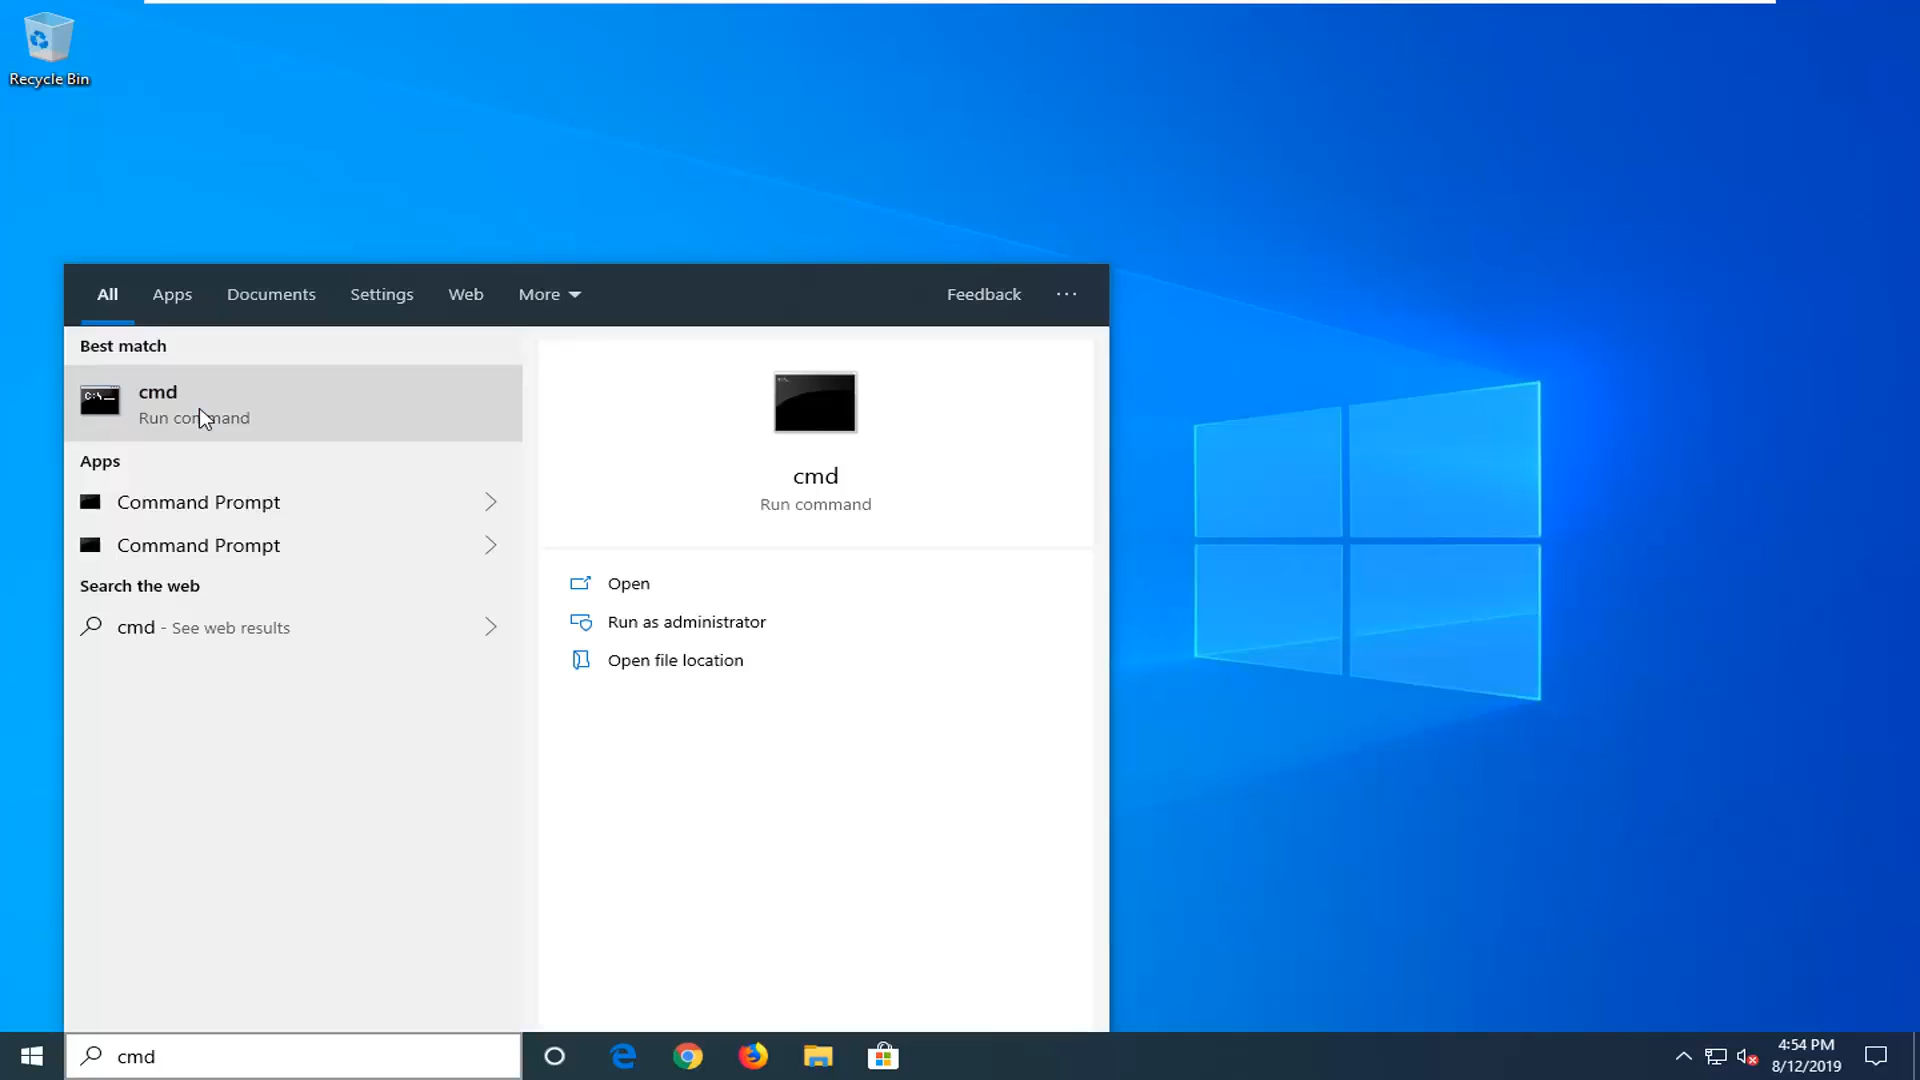 Recycle Bin
All Apps Documents Settings Web More Feedback ···
Best match
cmd
Run command
Apps
Command Prompt
Command Prompt
Search the web
cmd - See web results
cmd
Run command
Open
Run as administrator
Open file location
cmd
4:54 PM
8/12/2019